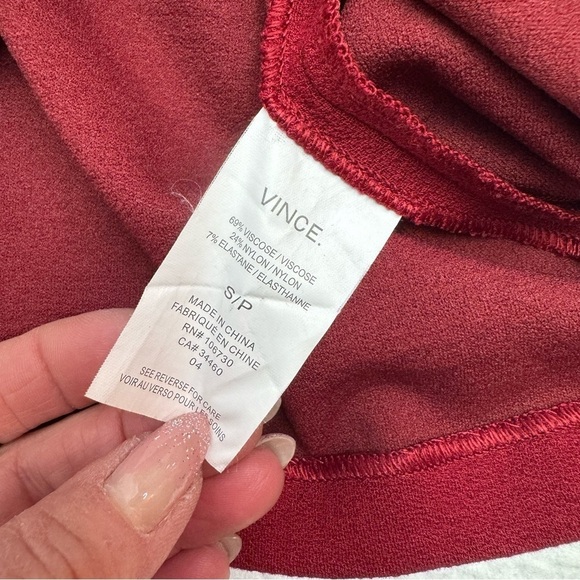 VINCE.
69% VISCOSE / VISCOSE
24% NYLON / NYLON
7% ELASTANE / ELASTHANNE
S/P
MADE IN CHINA
FABRIQUÉ EN CHINE
RN# 106730
CA# 34460
04
SEE REVERSE FOR CARE
VOIR AU VERSO POUR LES SOINS